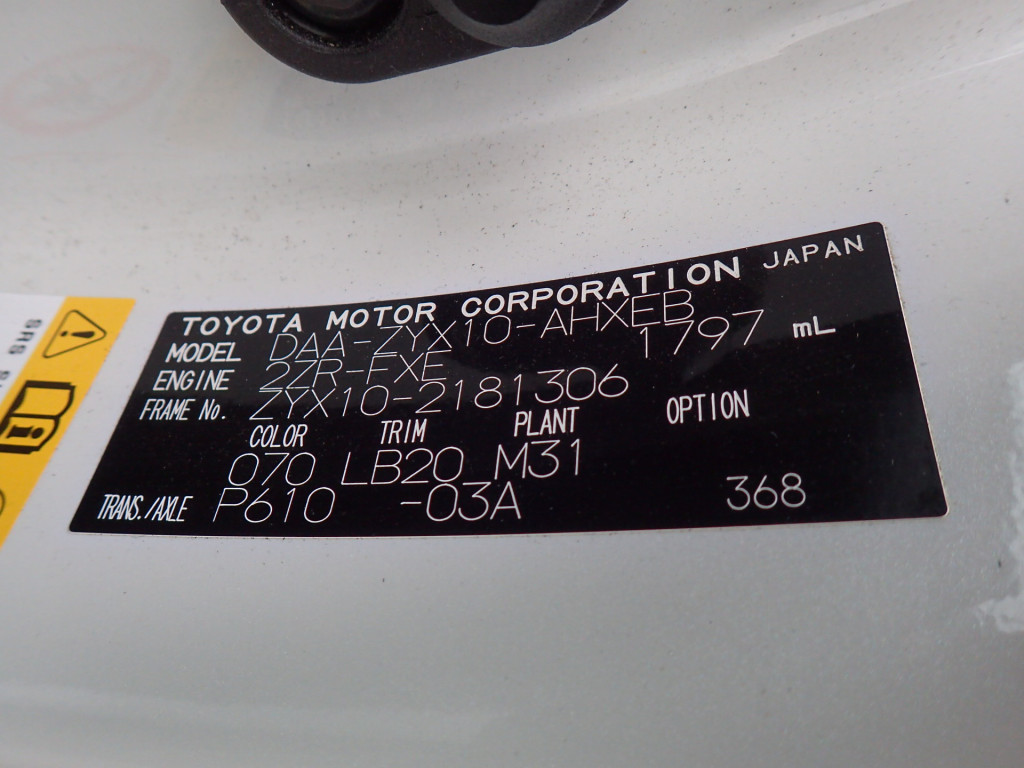 TOYOTA MOTOR CORPORATION JAPAN
MODEL DAA-ZYX10-AHXEB
ENGINE 2ZR-FXE 1797 mL
FRAME No. ZYX10-2181306
COLOR TRIM PLANT OPTION
070 LB20 M31
TRANS./AXLE P610 -03A 368
SRS